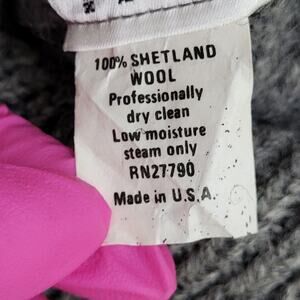 100% SHETLAND
WOOL
Professionally
dry clean
Low moisture
steam only
RN27790
Made in U.S.A.